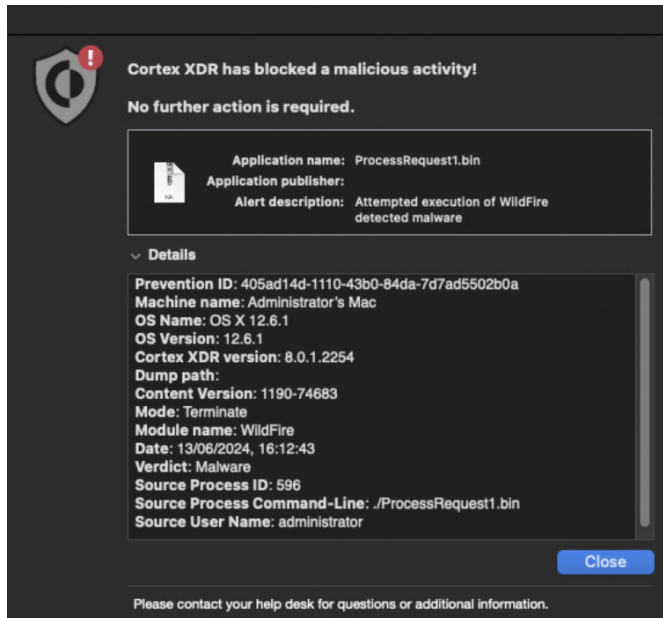 Cortex XDR has blocked a malicious activity!
No further action is required.
Application name: ProcessRequest1.bin
Application publisher:
Alert description: Attempted execution of WildFire
detected malware
Details
Prevention ID: 405ad14d-1110-43b0-84da-7d7ad5502b0a
Machine name: Administrator's Mac
OS Name: OS X 12.6.1
OS Version: 12.6.1
Cortex XDR version: 8.0.1.2254
Dump path:
Content Version: 1190-74683
Mode: Terminate
Module name: WildFire
Date: 13/06/2024, 16:12:43
Verdict: Malware
Source Process ID: 596
Source Process Command-Line: ./ProcessRequest1.bin
Source User Name: administrator
Close
Please contact your help desk for questions or additional information.